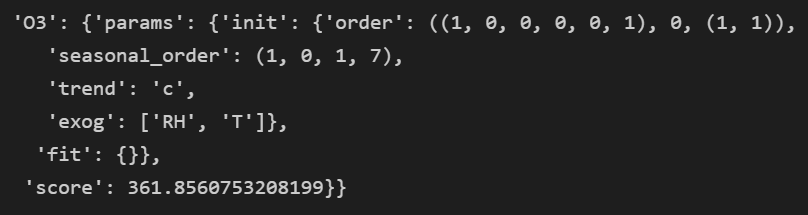 'O3': {'params': {'init': {'order': ((1, 0, 0, 0, 0, 1), 0, (1, 1)),
'seasonal_order': (1, 0, 1, 7),
'trend': 'c',
'exog': ['RH', 'T']},
'fit': {}},
'score': 361.8560753208199}}